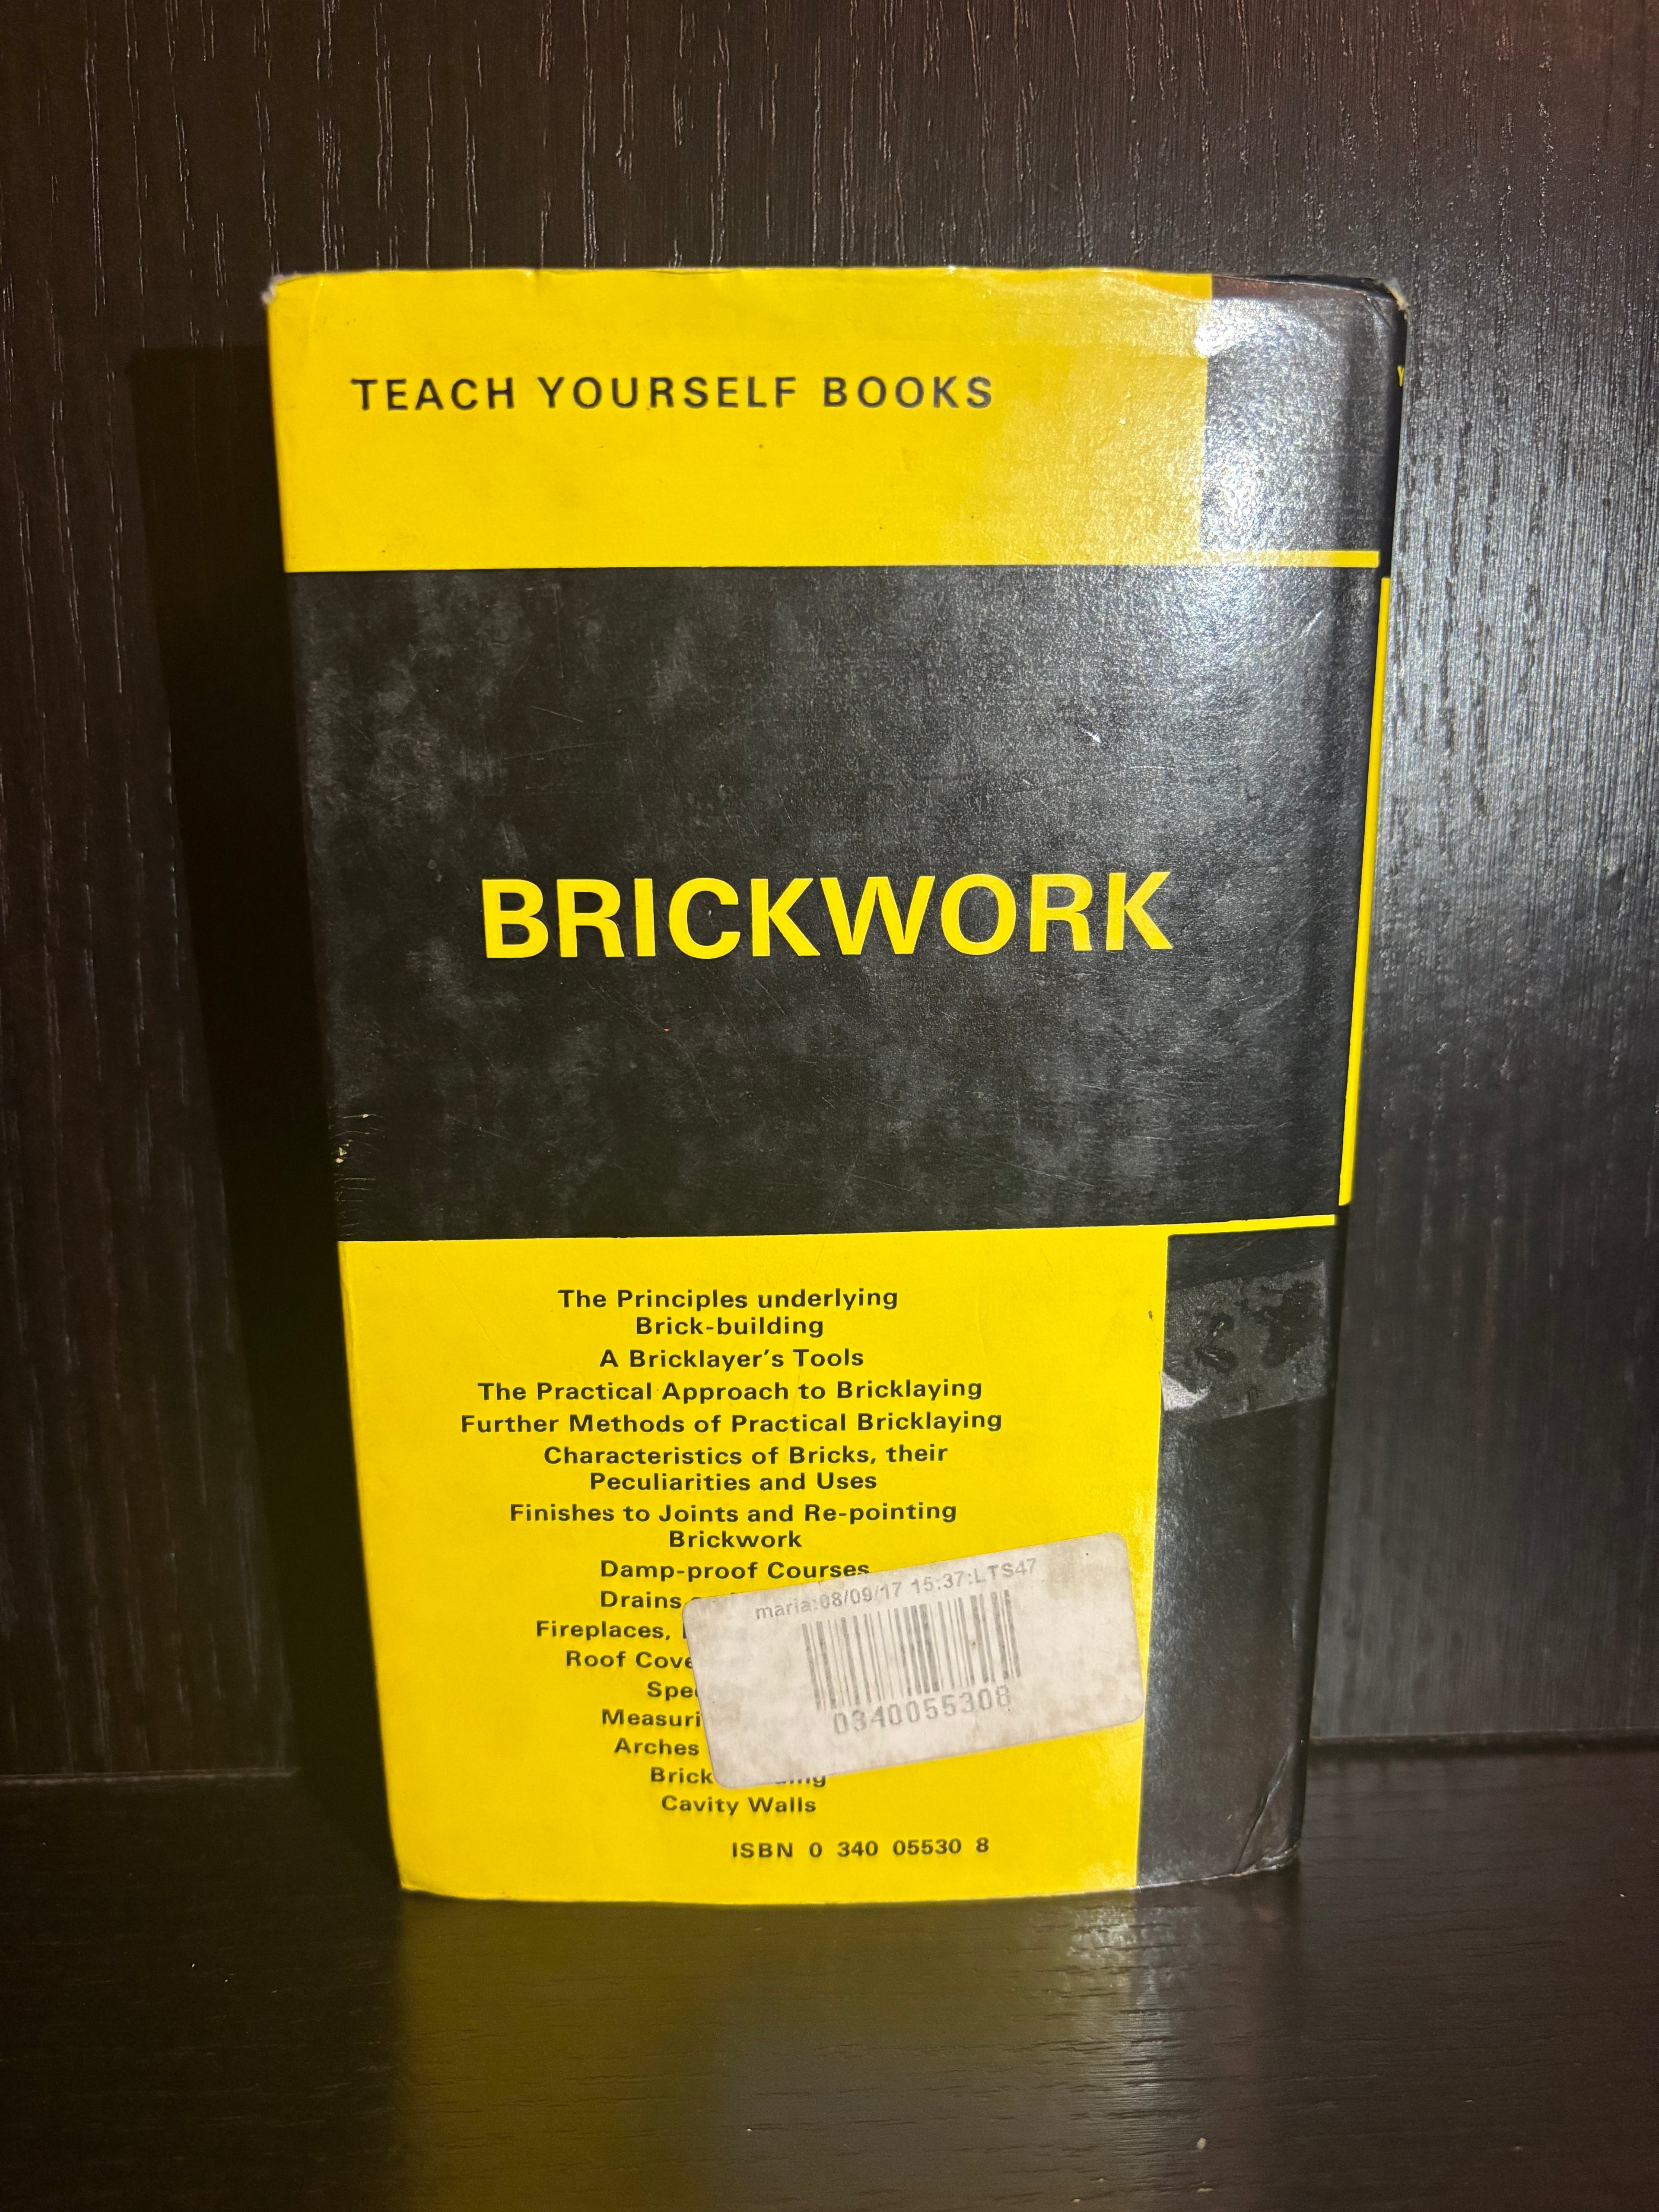 TEACH YOURSELF BOOKS
BRICKWORK
The Principles underlying
Brick-building
A Bricklayer's Tools
The Practical Approach to Bricklaying
Further Methods of Practical Bricklaying
Characteristics of Bricks, their
Peculiarities and Uses
Finishes to Joints and Re-pointing
Brickwork
Damp-proof Courses
Drains
Fireplaces,
Roof
Measuri
Arches
Brick
Cavity Walls
maria:08/09/17 15:37:LTS47
0340055308
ISBN 0 340 05530 8